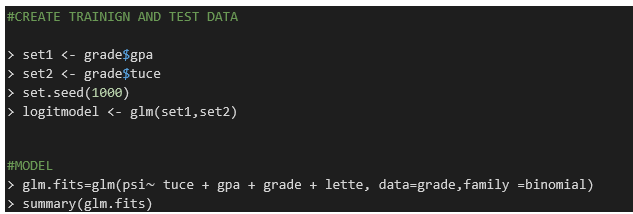 #CREATE TRAINIGN AND TEST DATA
> set1 <- grade$gpa
> set2 <- grade$tuce
> set.seed(1000)
> logitmodel <- glm(set1,set2)
#MODEL
> glm.fits=glm(psi~ tuce + gpa + grade + lette, data=grade,family =binomial)
> summary(glm.fits)